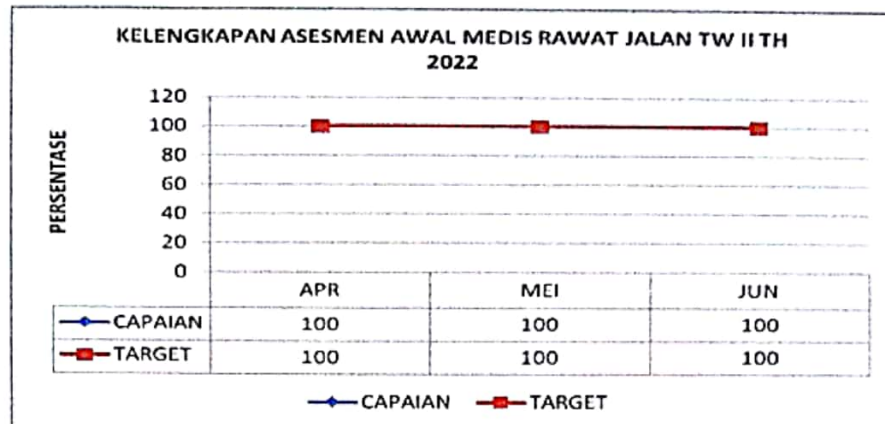 KELENGKAPAN ASESMEN AWAL MEDIS RAWAT JALAN TW II TH
2022
PERSENTASE
120
100
80
60
40
20
0
APR MEI JUN
CAPAIAN 100 100 100
TARGET 100 100 100
CAPAIAN TARGET